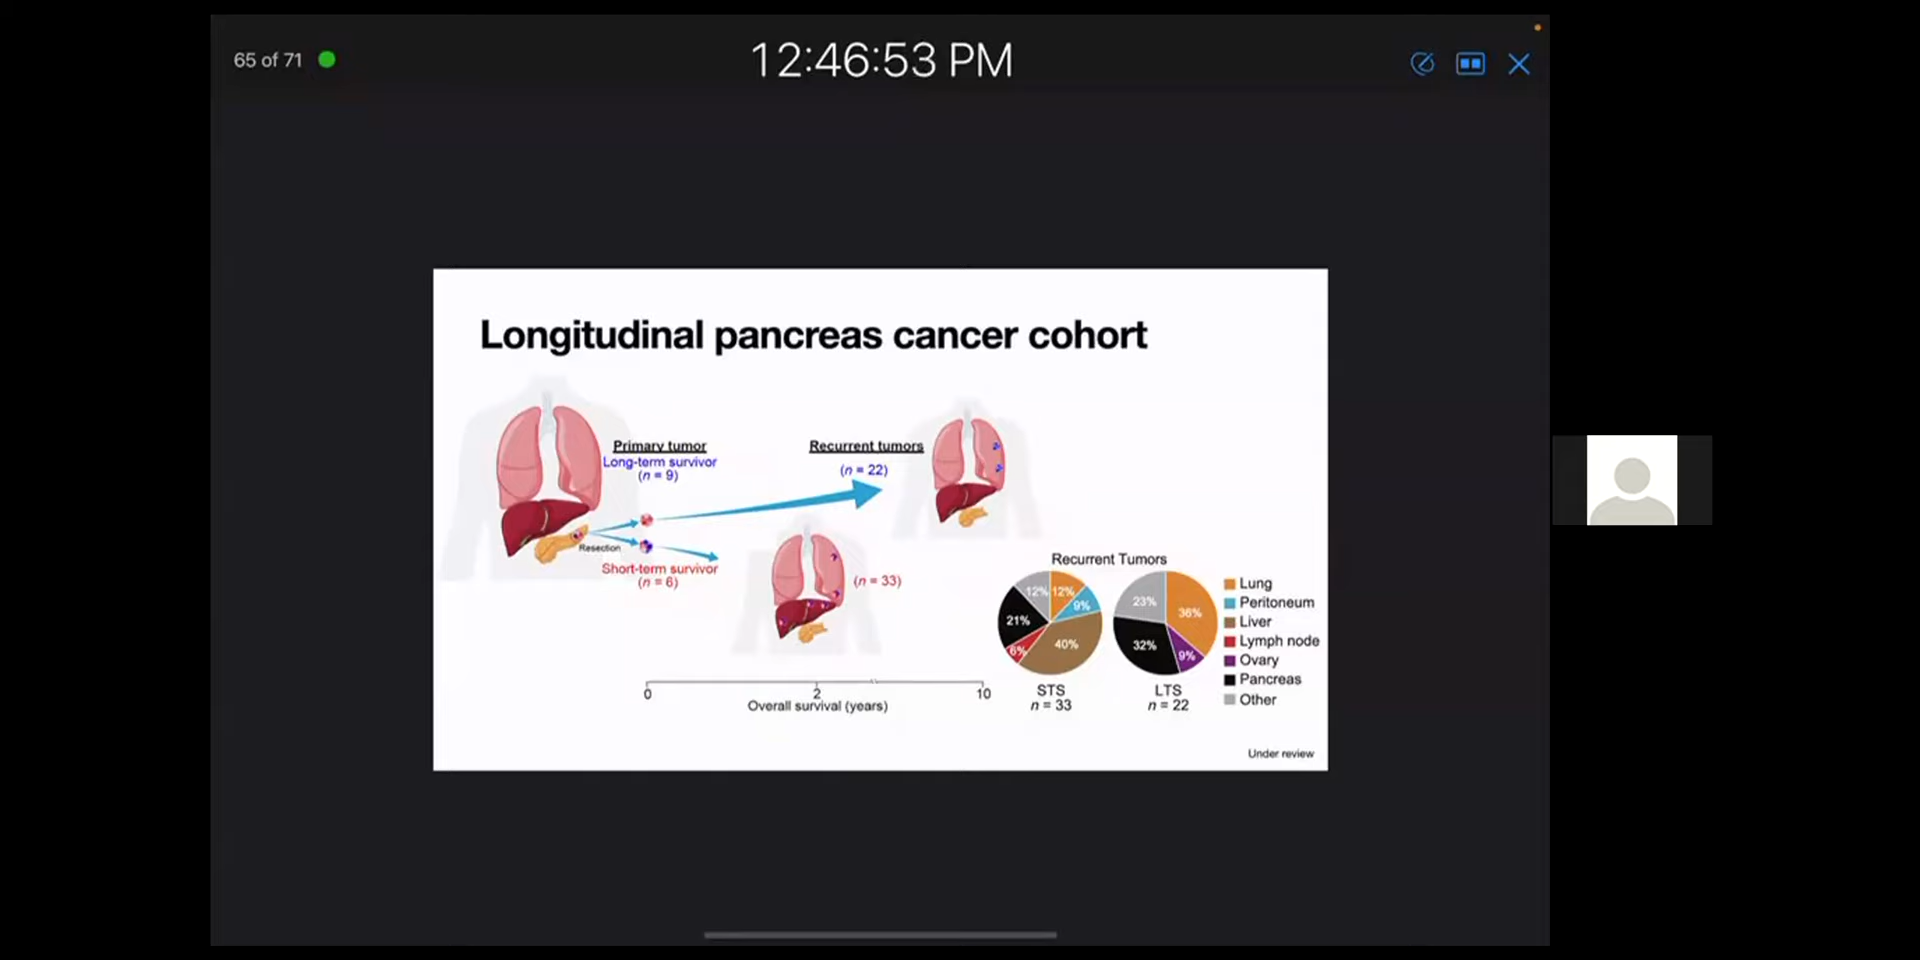 65 of 71
12:46:53 PM
Longitudinal pancreas cancer cohort
Primary tumor
Long-term survivor
(n = 9)
Recurrent tumors
(n = 22)
Resection
Short-term survivor
(n = 6)
(n = 33)
0
2
10
Overall survival (years)
Recurrent Tumors
12%
12%
9%
40%
6%
21%
STS
n = 33
23%
36%
9%
32%
LTS
n = 22
Lung
Peritoneum
Liver
Lymph node
Ovary
Pancreas
Other
Under review